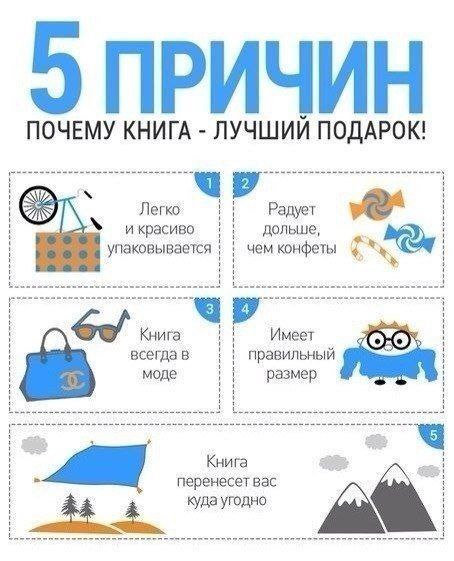 5 ПРИЧИН
ПОЧЕМУ КНИГА - ЛУЧШИЙ ПОДАРОК!
1
Легко
и красиво
упаковывается
2
Радует
дольше,
чем конфеты
3
Книга
всегда в
моде
4
Имеет
правильный
размер
5
Книга
перенесет вас
куда угодно